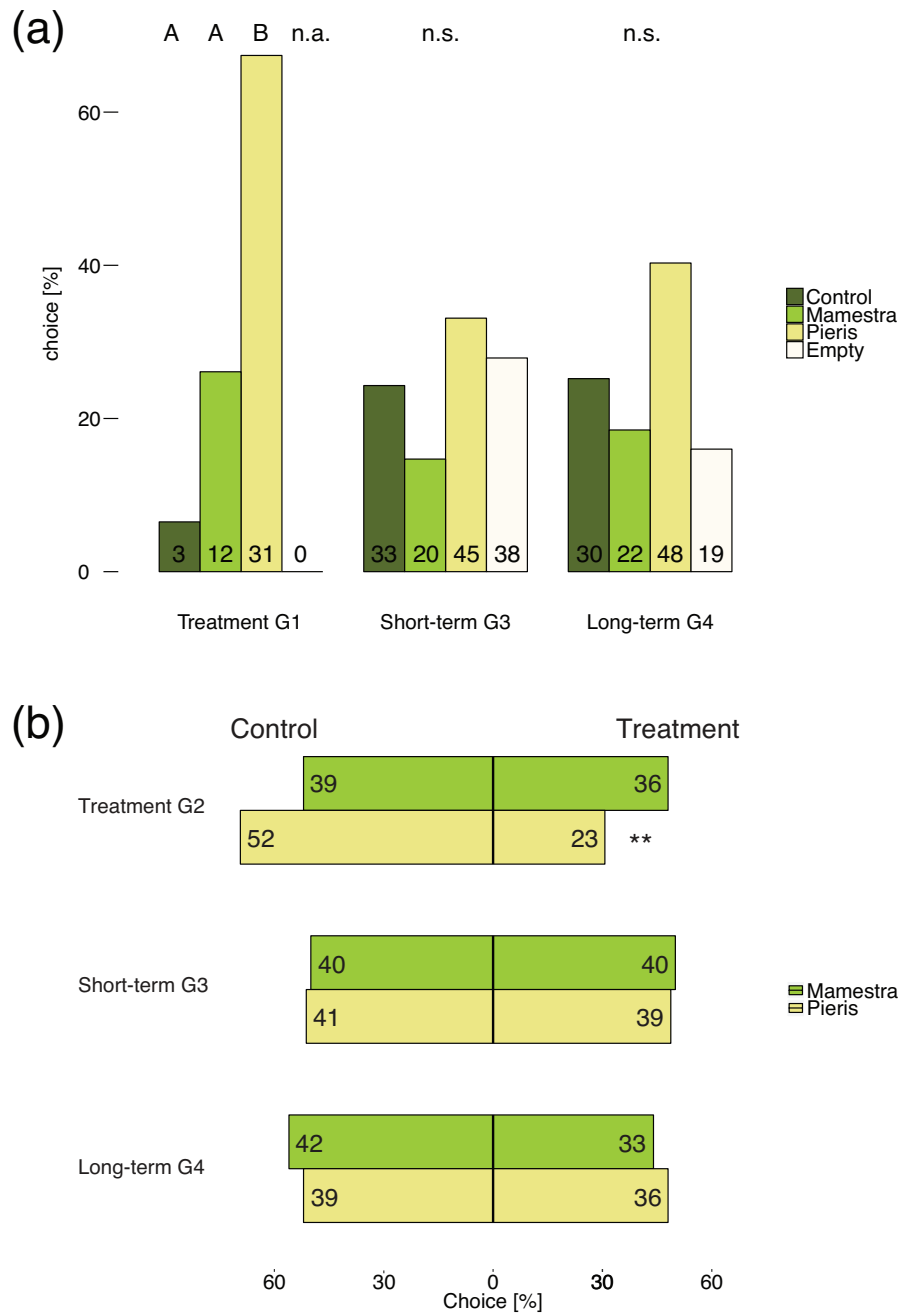 (a)
A A B n.a. n.s. n.s.
60
40
20
0
choice [%]
3 12 31 0 33 20 45 38 30 22 48 19
Treatment G1 Short-term G3 Long-term G4
Control
Mamestra
Pieris
Empty
(b)
Control Treatment
Treatment G2
39 36
52 23 **
Short-term G3
40 40
41 39
Mamestra
Pieris
Long-term G4
42 33
39 36
60 30 0 30 60
Choice [%]